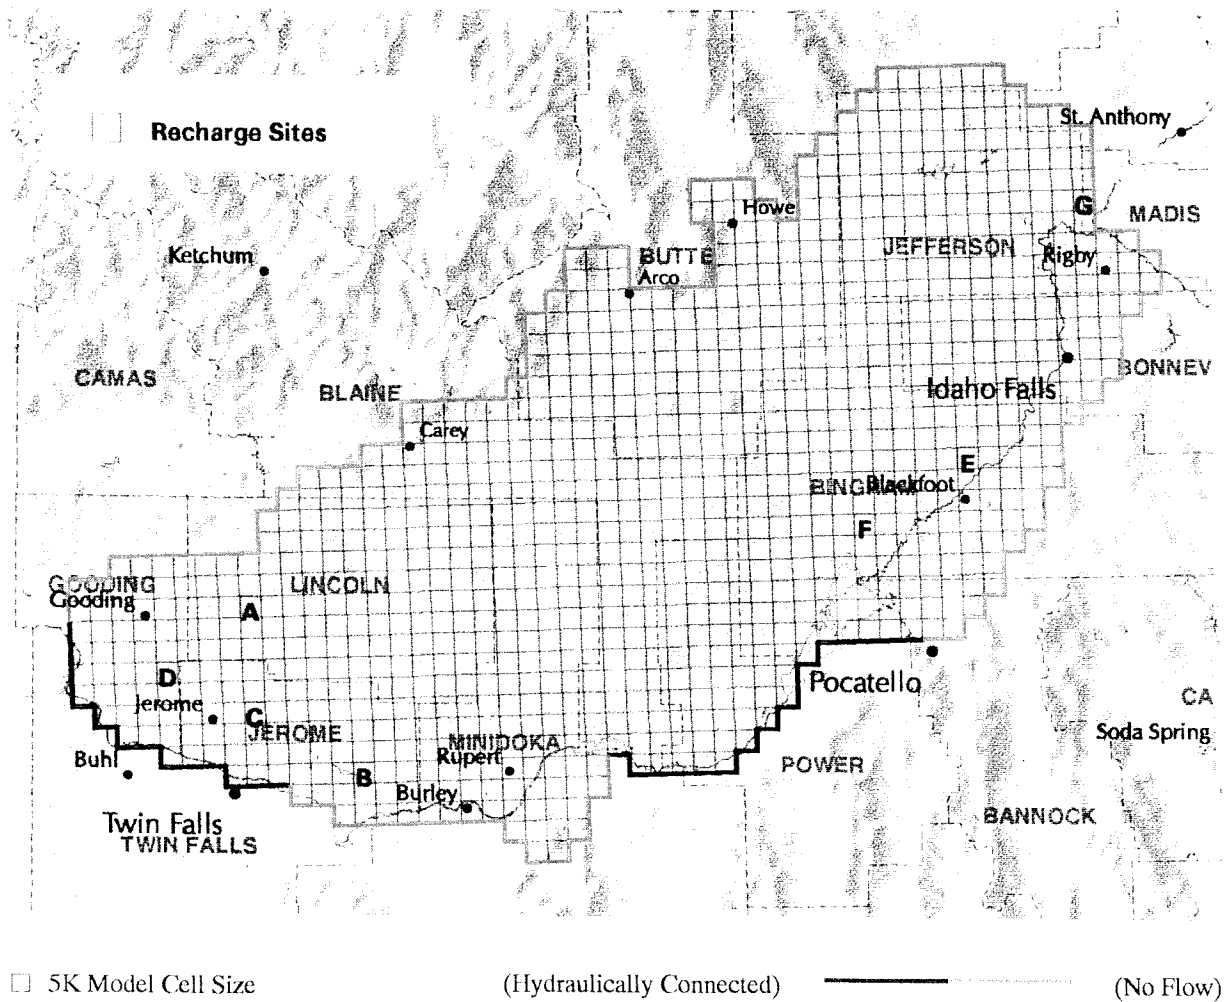 St. Anthony
Recharge Sites
G
MADIS
Howe
JEFFERSON
BUTTE
Ketchum
Rigby
Arco
CAMAS
BONNEV
BLAINE
Idaho Falls
Carey
E
BINGHAM
Blackfoot
F
GOODING
LINCOLN
Gooding
A
D
Pocatello
CA
Jerome
C
JEROME
Soda Spring
MINIDOKA
Rupert
Buhl
POWER
B
Burley
BANNOCK
Twin Falls
TWIN FALLS
5K Model Cell Size (Hydraulically Connected) (No Flow)